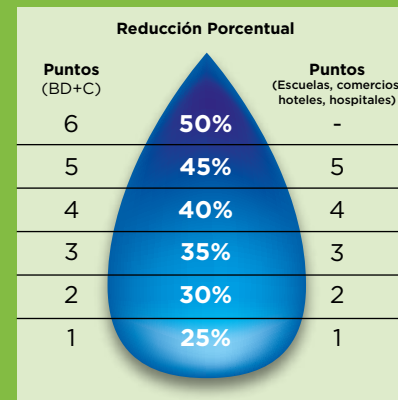 Reducción Porcentual
Puntos
(BD+C)
Puntos
(Escuelas, comercios
hoteles, hospitales)
6 50% -
5 45% 5
4 40% 4
3 35% 3
2 30% 2
1 25% 1